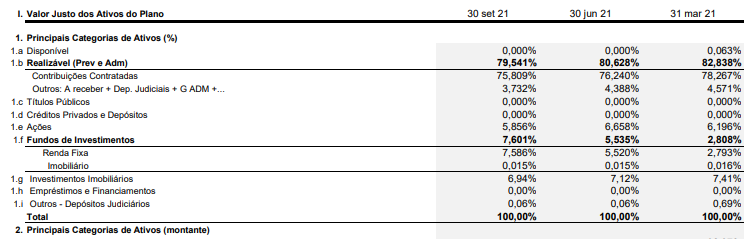 I. Valor Justo dos Ativos do Plano 30 set 21 30 jun 21 31 mar 21
1. Principais Categorias de Ativos (%)
1.a Disponível 0,000% 0,000% 0,063%
1.b Realizável (Prev e Adm) 79,541% 80,628% 82,838%
Contribuições Contratadas 75,809% 76,240% 78,267%
Outros: A receber + Dep. Judiciais + G ADM +... 3,732% 4,388% 4,571%
1.c Títulos Públicos 0,000% 0,000% 0,000%
1.d Créditos Privados e Depósitos 0,000% 0,000% 0,000%
1.e Ações 5,856% 6,658% 6,196%
1.f Fundos de Investimentos 7,601% 5,535% 2,808%
Renda Fixa 7,586% 5,520% 2,793%
Imobiliário 0,015% 0,015% 0,016%
1.g Investimentos Imobiliários 6,94% 7,12% 7,41%
1.h Empréstimos e Financiamentos 0,00% 0,00% 0,00%
1.i Outros - Depósitos Judiciários 0,06% 0,06% 0,69%
Total 100,00% 100,00% 100,00%
2. Principais Categorias de Ativos (montante)